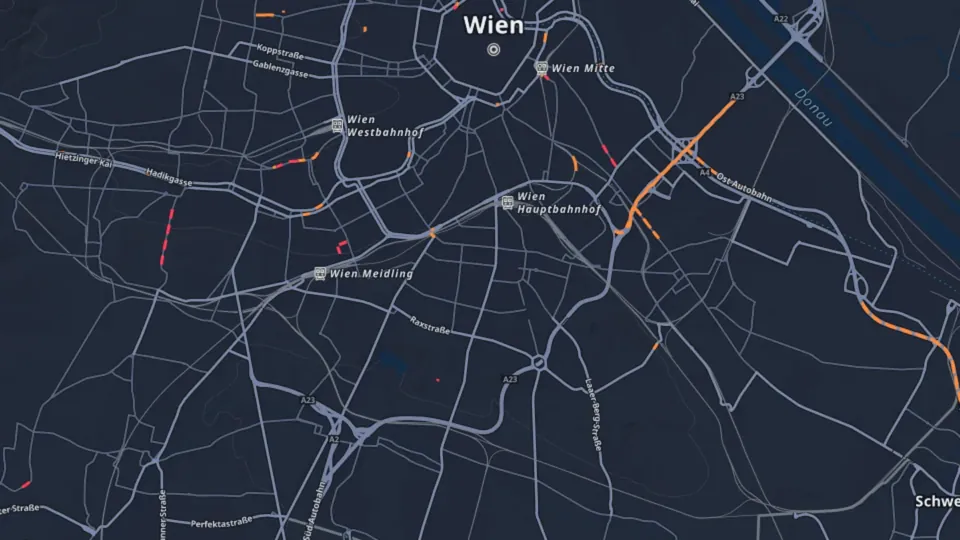 A22
Wien
Koppstraße
Gablenzgasse
Wien Mitte
A23
Donau
Wien
Westbahnhof
Hietzinger Kai
Hadikgasse
A4
Ost-Autobahn
Wien
Hauptbahnhof
Wien Meidling
Raxstraße
A23
Laaer-Berg-Straße
A23
A2
Süd-Autobahn
Perfektastraße